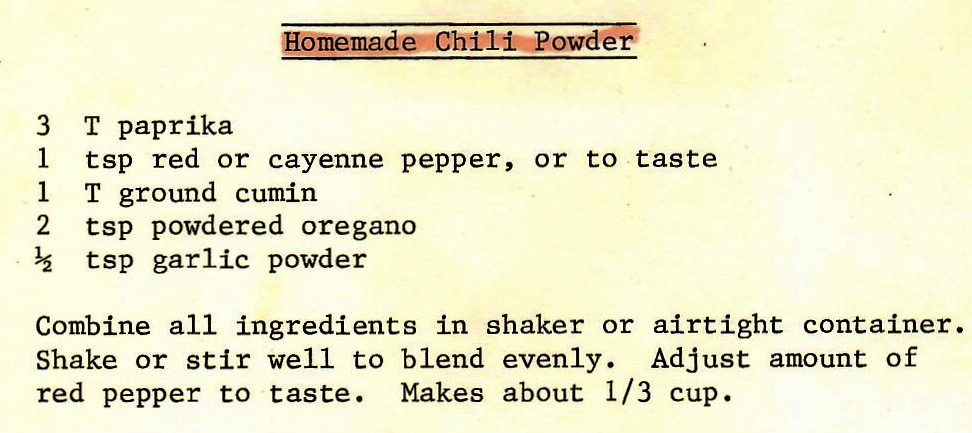 Homemade Chili Powder
3 T paprika
1 tsp red or cayenne pepper, or to taste
1 T ground cumin
2 tsp powdered oregano
½ tsp garlic powder
Combine all ingredients in shaker or airtight container.
Shake or stir well to blend evenly. Adjust amount of
red pepper to taste. Makes about 1/3 cup.